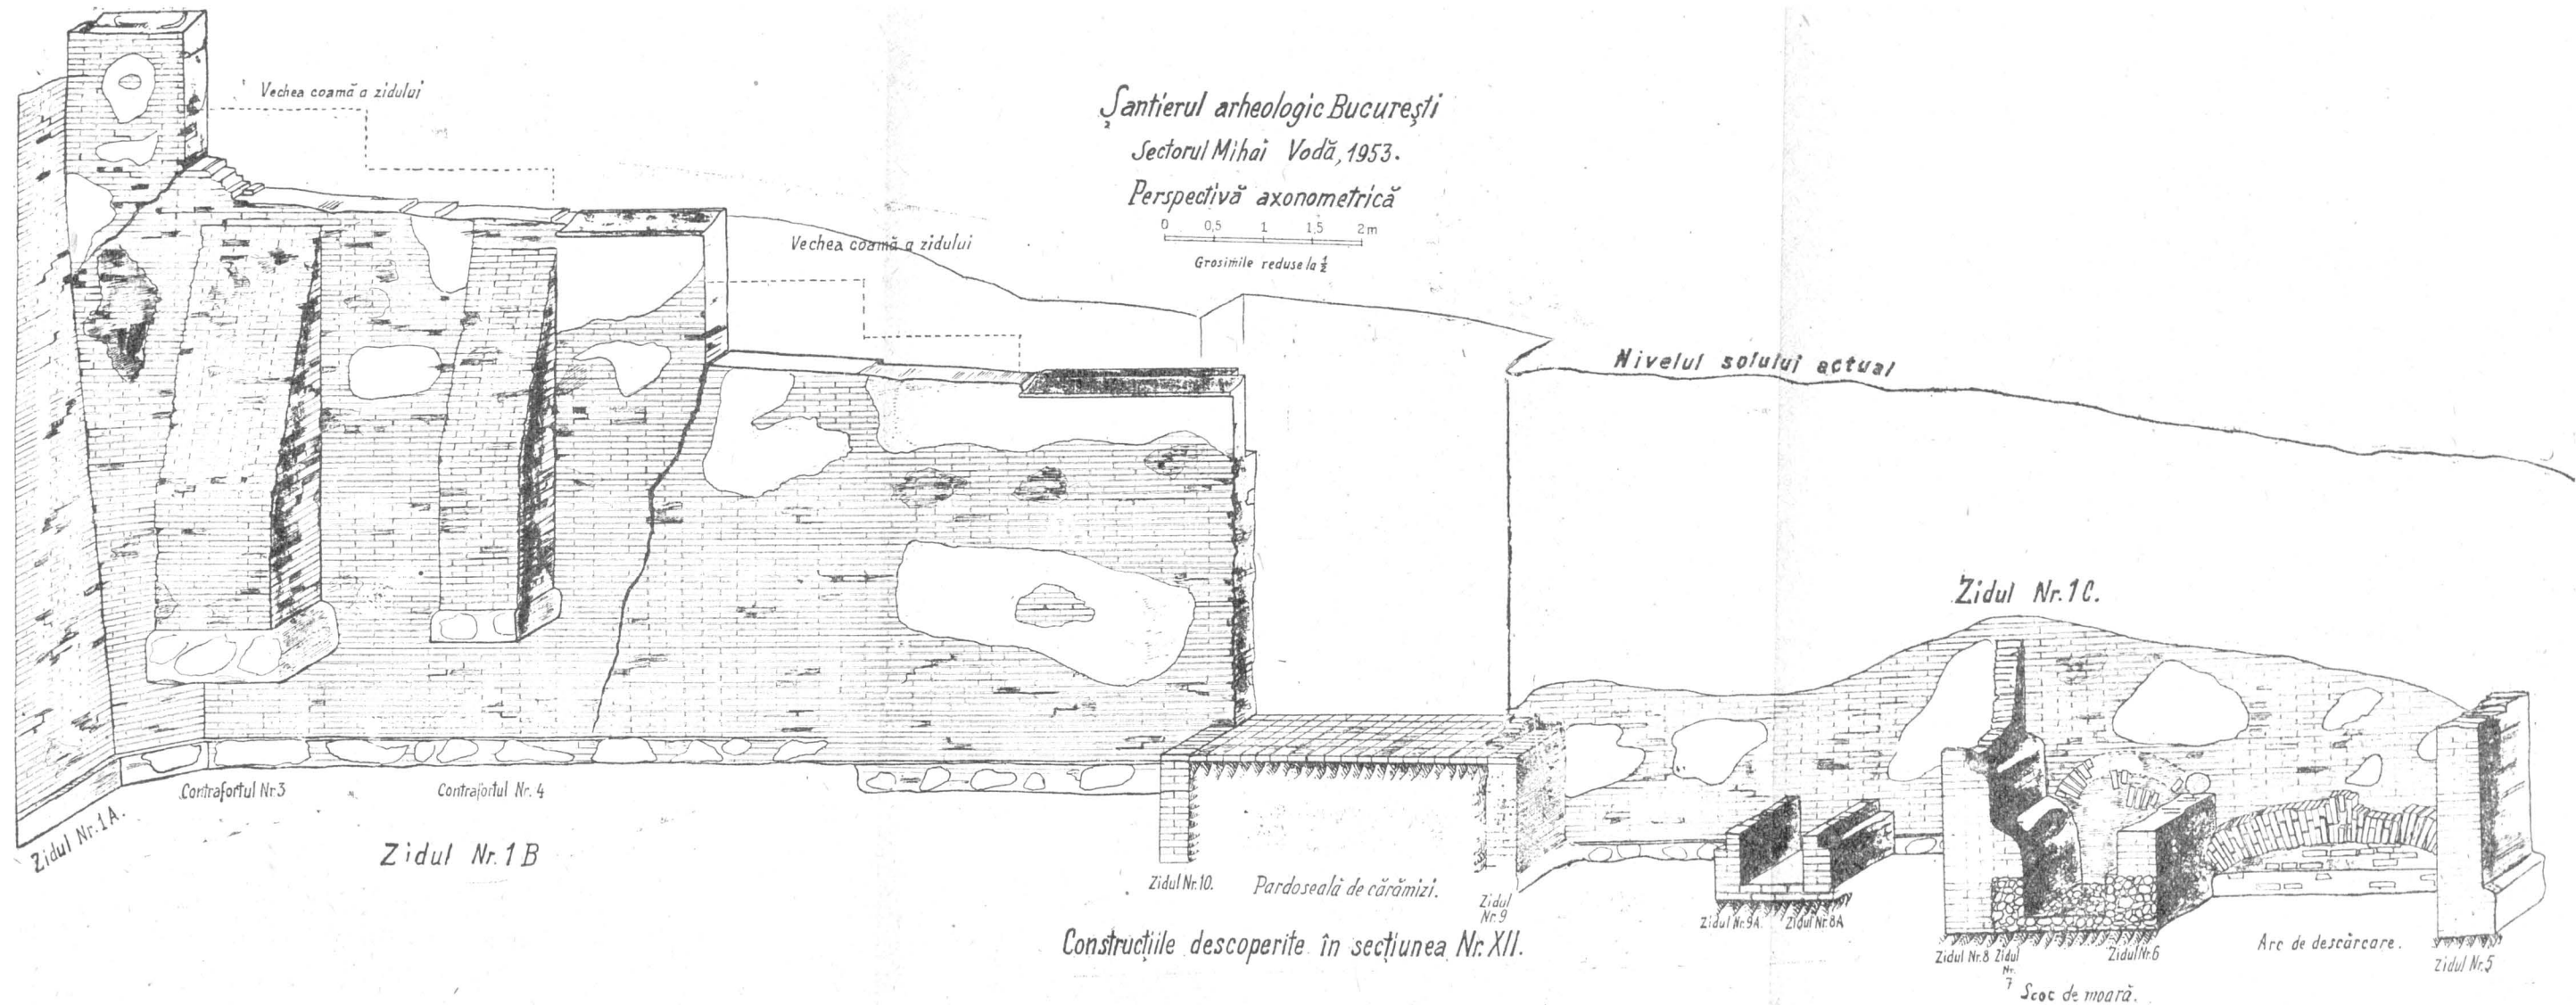 Șantierul arheologic București
Sectorul Mihai Vodă, 1953.
Perspectivă axonometrică
0 0,5 1 1,5 2m
Grosimile reduse la ½
Vechea coamă a zidului
Vechea coamă a zidului
Nivelul solului actual
Zidul Nr. 1C.
Zidul Nr. 1A.
Contrafortul Nr3
Contrafortul Nr. 4
Zidul Nr. 1B
Zidul Nr.10.
Pardoseală de cărămizi.
Zidul
Nr.9
Zidul Nr.9A
Zidul Nr.8A
Zidul Nr.8
Zidul
Nr.
7
Zidul Nr.6
Scoc de moară.
Arc de descărcare.
Zidul Nr.5
Construcțiile descoperite în secțiunea Nr. XII.